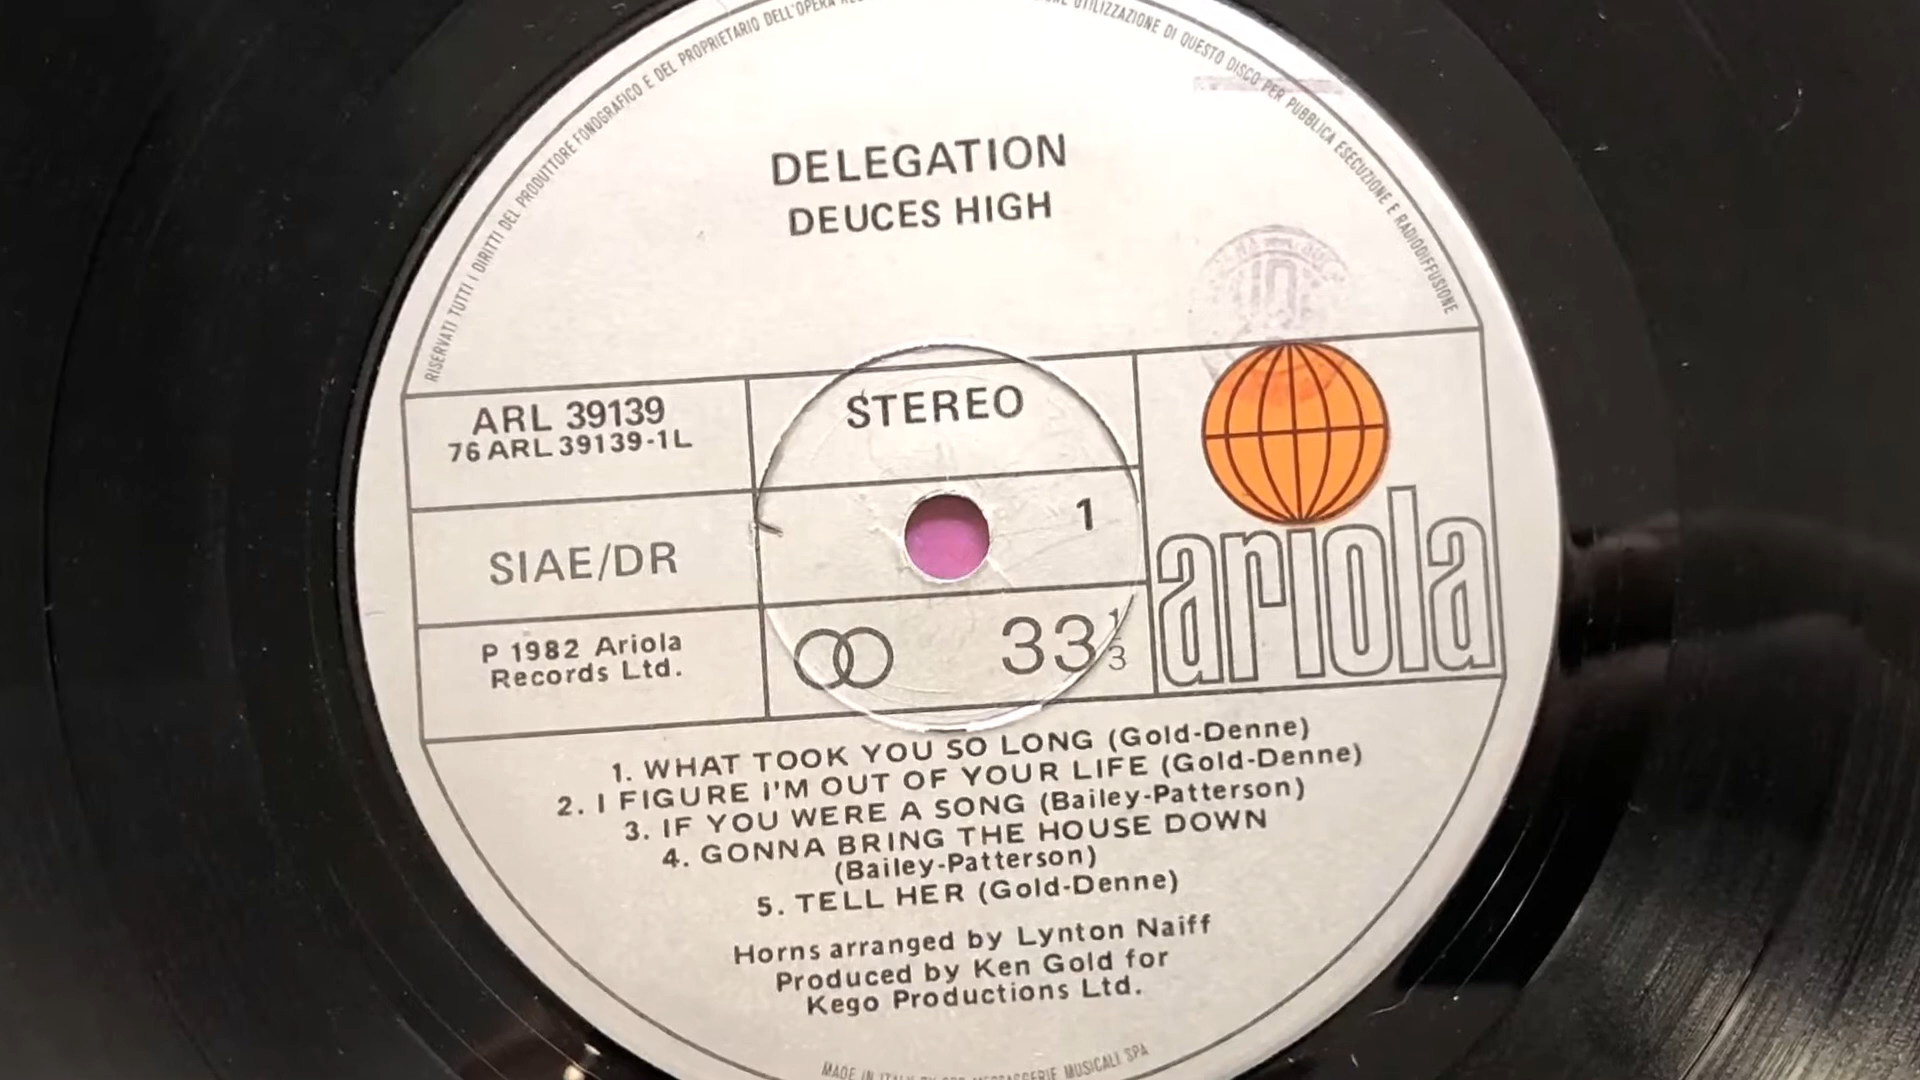 RISERVATI TUTTI I DIRITTI DEL PRODUTTORE FONOGRAFICO E DEL PROPRIETARIO DELL'OPERA
UTILIZZAZIONE DI QUESTO DISCO PER PUBBLICA ESECUZIONE E RADIODIFFUSIONE
DELEGATION
DEUCES HIGH
10
ARL 39139
76 ARL 39139-1L
STEREO
SIAE/DR
1
P 1982 Ariola
Records Ltd.
33 1/3
ariola
1. WHAT TOOK YOU SO LONG (Gold-Denne)
2. I FIGURE I'M OUT OF YOUR LIFE (Gold-Denne)
3. IF YOU WERE A SONG (Bailey-Patterson)
4. GONNA BRING THE HOUSE DOWN
(Bailey-Patterson)
5. TELL HER (Gold-Denne)
Horns arranged by Lynton Naiff
Produced by Ken Gold for
Kego Productions Ltd.
MADE IN ITALY MUSICALI SPA